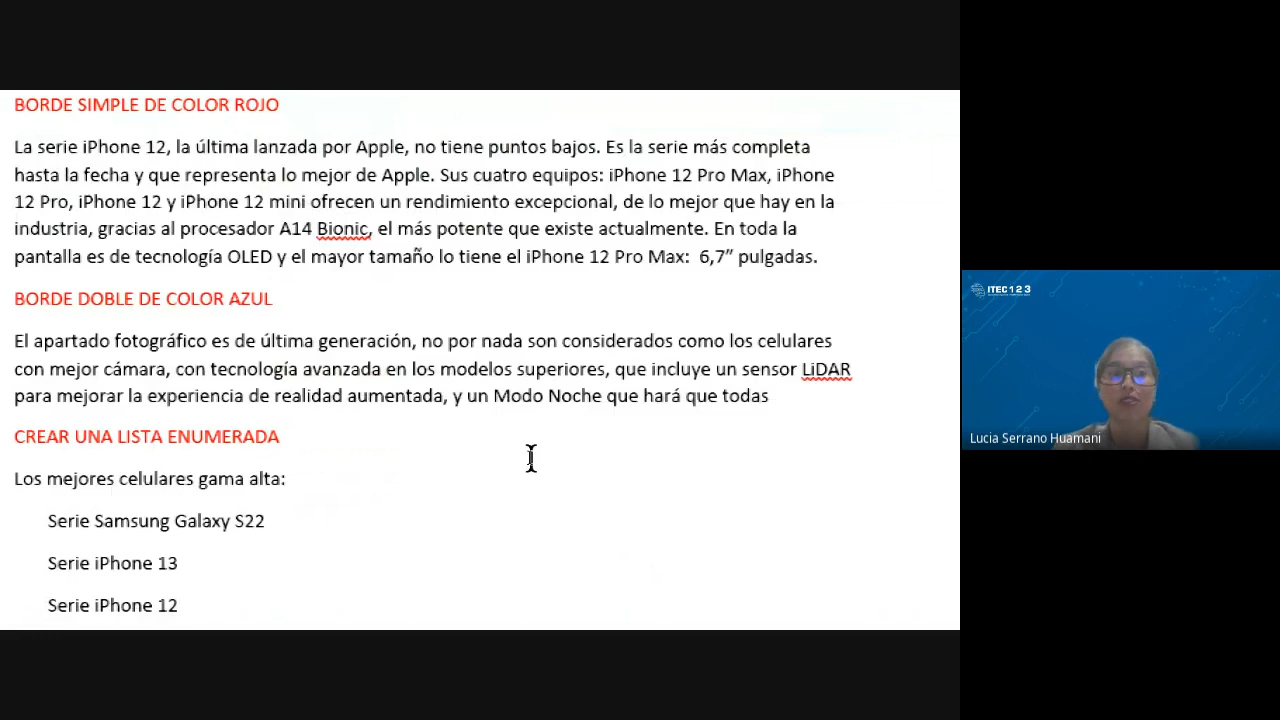 BORDE SIMPLE DE COLOR ROJO
La serie iPhone 12, la última lanzada por Apple, no tiene puntos bajos. Es la serie más completa
hasta la fecha y que representa lo mejor de Apple. Sus cuatro equipos: iPhone 12 Pro Max, iPhone
12 Pro, iPhone 12 y iPhone 12 mini ofrecen un rendimiento excepcional, de lo mejor que hay en la
industria, gracias al procesador A14 Bionic, el más potente que existe actualmente. En toda la
pantalla es de tecnología OLED y el mayor tamaño lo tiene el iPhone 12 Pro Max:  6,7” pulgadas.
BORDE DOBLE DE COLOR AZUL
El apartado fotográfico es de última generación, no por nada son considerados como los celulares
con mejor cámara, con tecnología avanzada en los modelos superiores, que incluye un sensor LiDAR
para mejorar la experiencia de realidad aumentada, y un Modo Noche que hará que todas
CREAR UNA LISTA ENUMERADA
Los mejores celulares gama alta:
Serie Samsung Galaxy S22
Serie iPhone 13
Serie iPhone 12
ITEC 1 2 3
Lucia Serrano Huamani